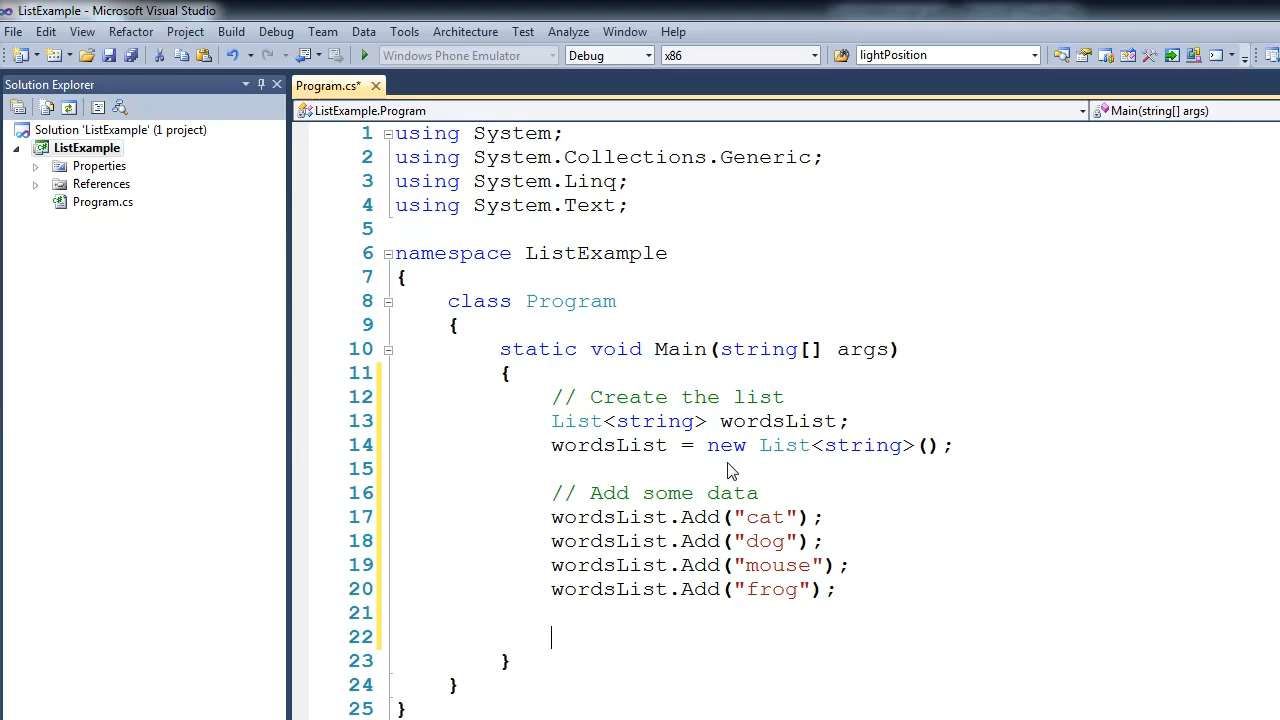 ListExample - Microsoft Visual Studio
File Edit View Refactor Project Build Debug Team Data Tools Architecture Test Analyze Window Help
Windows Phone Emulator Debug x86 lightPosition
Solution Explorer
Program.cs*
ListExample.Program
Main(string[] args)
Solution 'ListExample' (1 project)
ListExample
Properties
References
Program.cs
1 using System;
2 using System.Collections.Generic;
3 using System.Linq;
4 using System.Text;
5
6 namespace ListExample
7 {
8 class Program
9 {
10 static void Main(string[] args)
11 {
12 // Create the list
13 List<string> wordsList;
14 wordsList = new List<string>();
15
16 // Add some data
17 wordsList.Add("cat");
18 wordsList.Add("dog");
19 wordsList.Add("mouse");
20 wordsList.Add("frog");
21
22
23 }
24 }
25 }